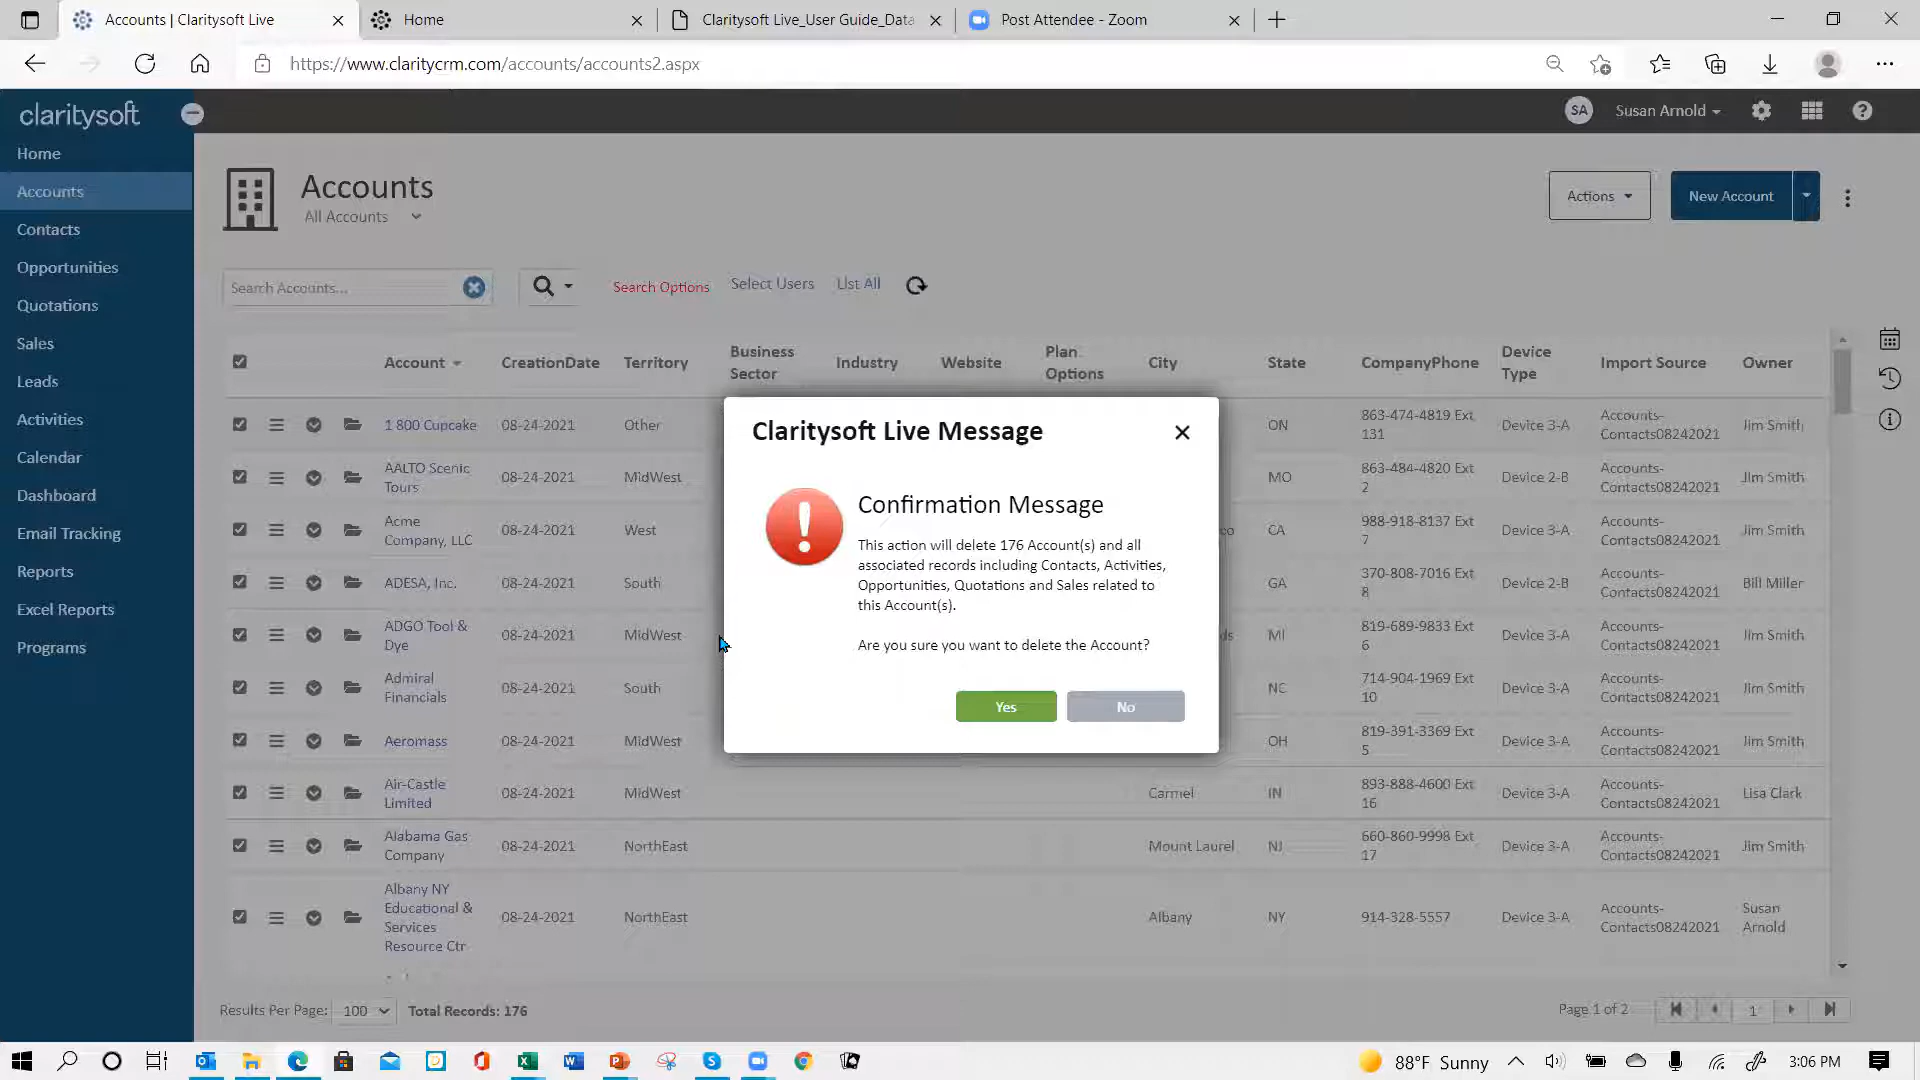 Accounts | Claritysoft Live
Home
Claritysoft Live_User Guide_Data
Post Attendee - Zoom
https://www.claritycrm.com/accounts/accounts2.aspx
claritysoft
SA
Susan Arnold
Home
Accounts
Contacts
Opportunities
Quotations
Sales
Leads
Activities
Calendar
Dashboard
Email Tracking
Reports
Excel Reports
Programs
Accounts
All Accounts
Actions
New Account
Search Accounts...
Search Options
Select Users
List All
Account CreationDate Territory Business Sector Industry Website Plan Options City State CompanyPhone Device Type Import Source Owner
1 800 Cupcake 08-24-2021 Other ON 863-474-4819 Ext 131 Device 3-A Accounts-Contacts08242021 Jim Smith
AALTO Scenic Tours 08-24-2021 MidWest MO 863-484-4820 Ext 2 Device 2-B Accounts-Contacts08242021 Jim Smith
Acme Company, LLC 08-24-2021 West co CA 988-918-8137 Ext 7 Device 3-A Accounts-Contacts08242021 Jim Smith
ADESA, Inc. 08-24-2021 South GA 370-808-7016 Ext 8 Device 2-B Accounts-Contacts08242021 Bill Miller
ADGO Tool & Dye 08-24-2021 MidWest ds MI 819-689-9833 Ext 6 Device 3-A Accounts-Contacts08242021 Jim Smith
Admiral Financials 08-24-2021 South NC 714-904-1969 Ext 10 Device 3-A Accounts-Contacts08242021 Jim Smith
Aeromass 08-24-2021 MidWest OH 819-391-3369 Ext 5 Device 3-A Accounts-Contacts08242021 Jim Smith
Air-Castle Limited 08-24-2021 MidWest Carmel IN 893-888-4600 Ext 16 Device 3-A Accounts-Contacts08242021 Lisa Clark
Alabama Gas Company 08-24-2021 NorthEast Mount Laurel NJ 660-860-9998 Ext 17 Device 3-A Accounts-Contacts08242021 Jim Smith
Albany NY Educational & Services Resource Ctr 08-24-2021 NorthEast Albany NY 914-328-5557 Device 3-A Accounts-Contacts08242021 Susan Arnold
Claritysoft Live Message
Confirmation Message
This action will delete 176 Account(s) and all
associated records including Contacts, Activities,
Opportunities, Quotations and Sales related to
this Account(s).
Are you sure you want to delete the Account?
Yes
No
Results Per Page: 100 Total Records: 176
Page 1 of 2
1
88°F Sunny
3:06 PM